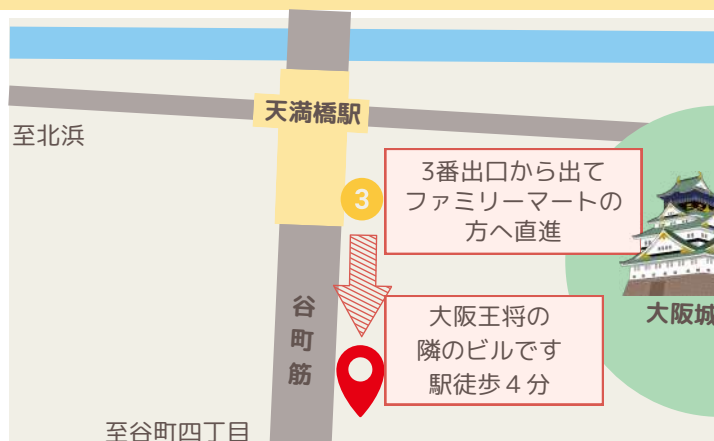 天満橋駅
至北浜
3
3番出口から出て
ファミリーマートの
方へ直進
大阪城
谷町筋
大阪王将の
隣のビルです
駅徒歩４分
至谷町四丁目